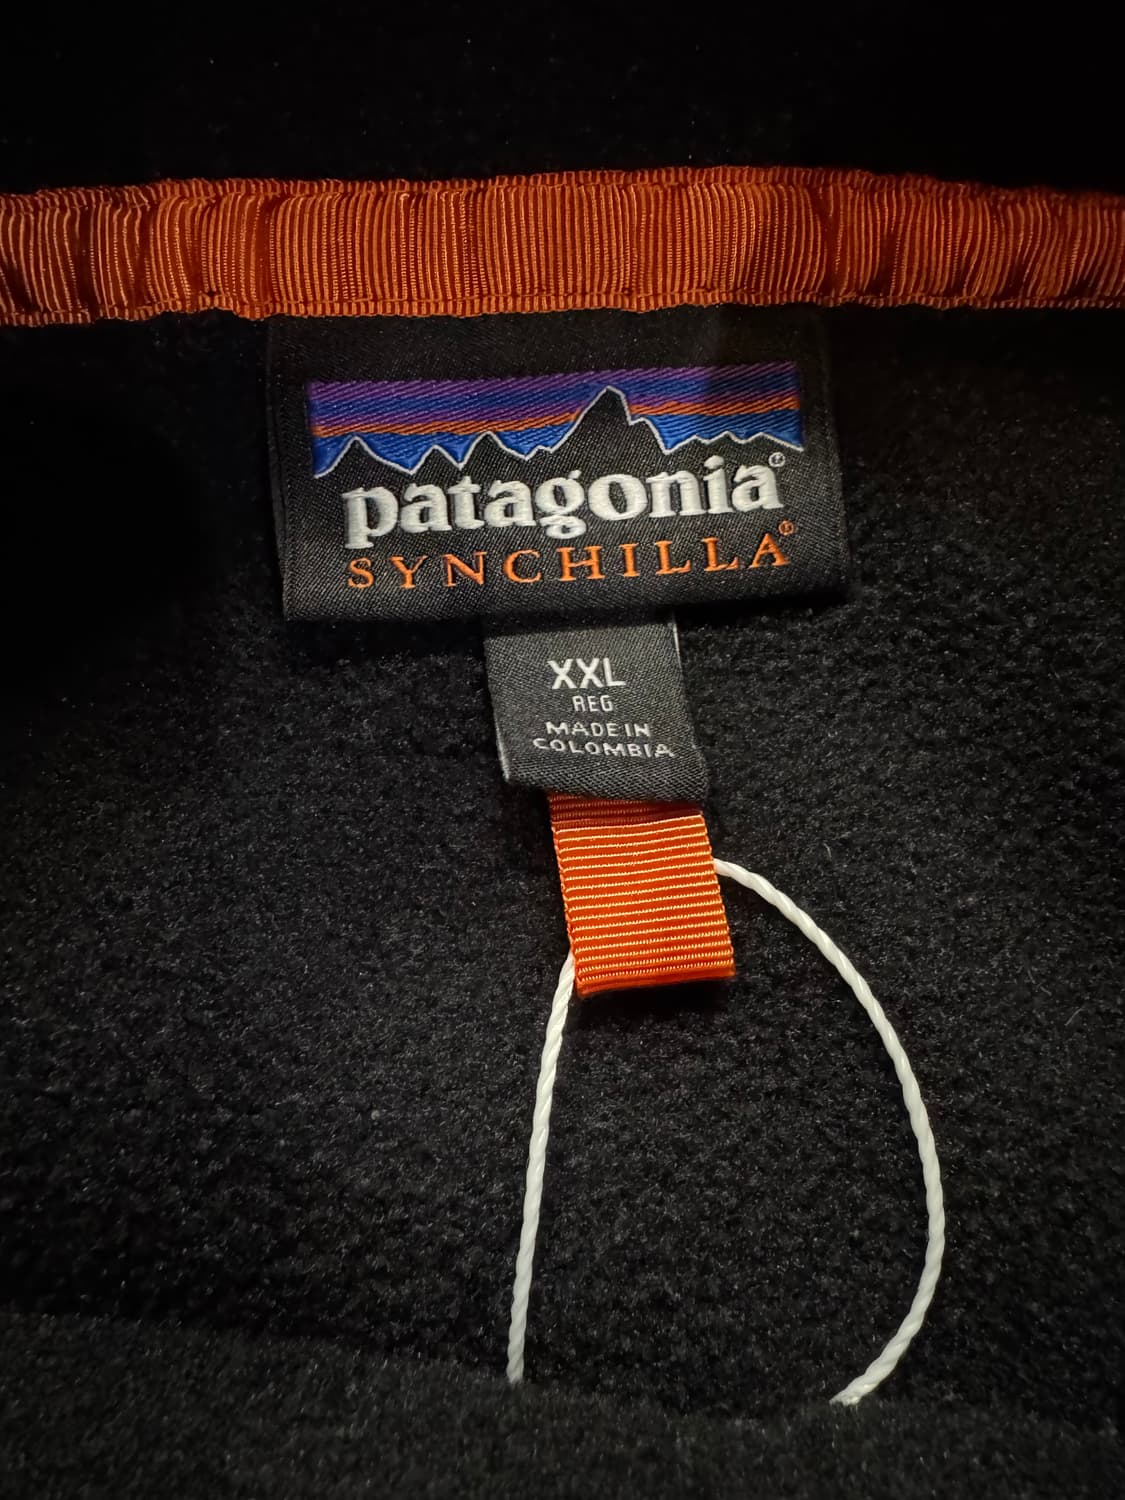 patagonia®
SYNCHILLA®
XXL
REG
MADE IN
COLOMBIA